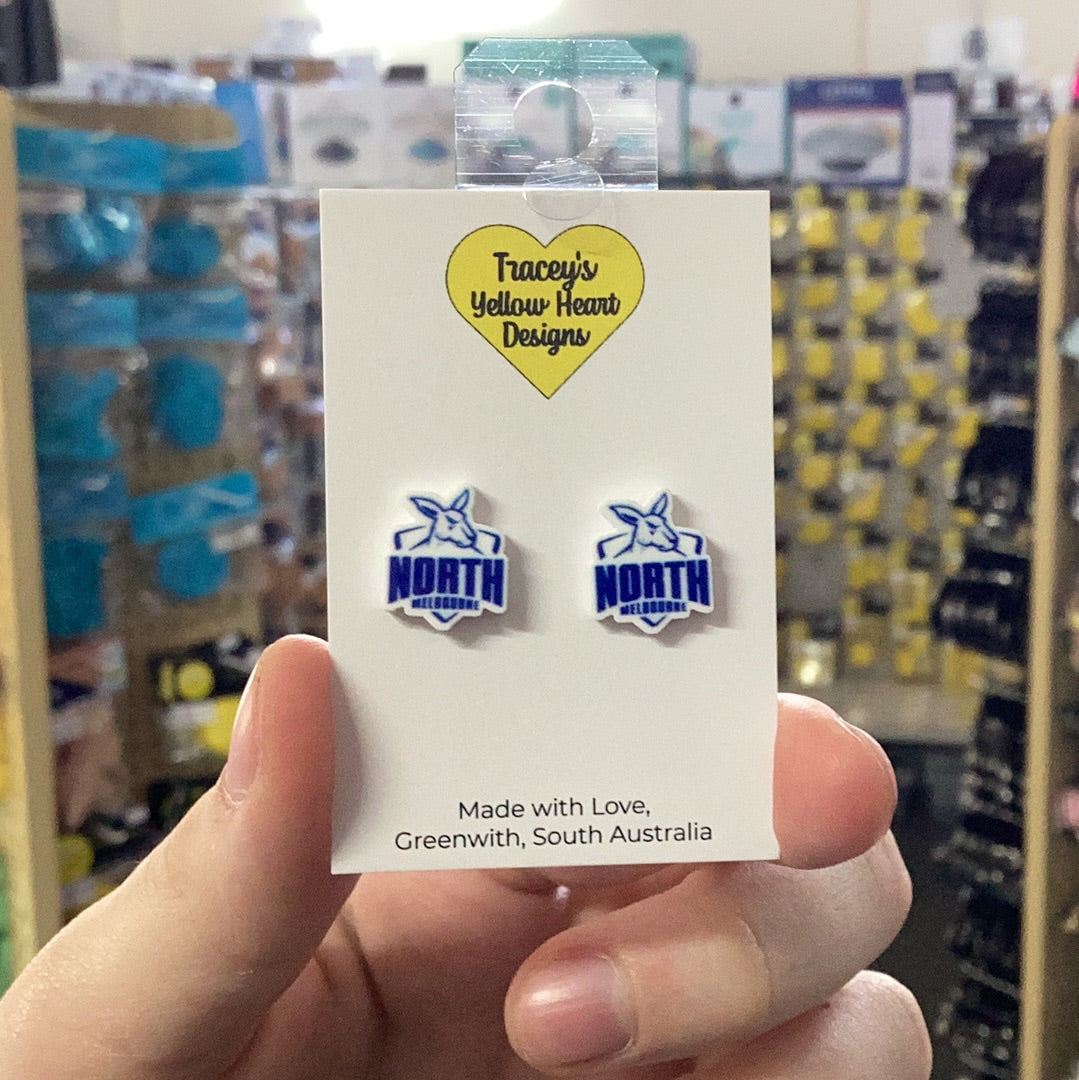 Tracey's
Yellow Heart
Designs
NORTH
MELBOURNE
NORTH
MELBOURNE
Made with Love,
Greenwith, South Australia